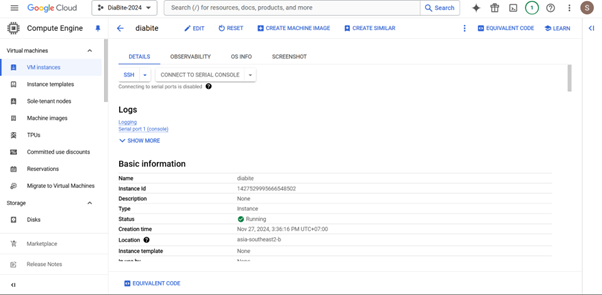 Google Cloud
DiaBite-2024
Search (/) for resources, docs, products, and more
Search
1
S
Compute Engine
diabite
EDIT
RESET
CREATE MACHINE IMAGE
CREATE SIMILAR
EQUIVALENT CODE
LEARN
Virtual machines
VM instances
Instance templates
Sole-tenant nodes
Machine images
TPUs
Committed use discounts
Reservations
Migrate to Virtual Machines
Storage
Disks
Marketplace
Release Notes
DETAILS
OBSERVABILITY
OS INFO
SCREENSHOT
SSH
CONNECT TO SERIAL CONSOLE
Connecting to serial ports is disabled
Logs
Logging
Serial port 1 (console)
SHOW MORE
Basic information
Name diabite
Instance Id 1427529995666548502
Description None
Type Instance
Status Running
Creation time Nov 27, 2024, 3:36:16 PM UTC+07:00
Location asia-southeast2-b
Instance template None
In use by None
EQUIVALENT CODE